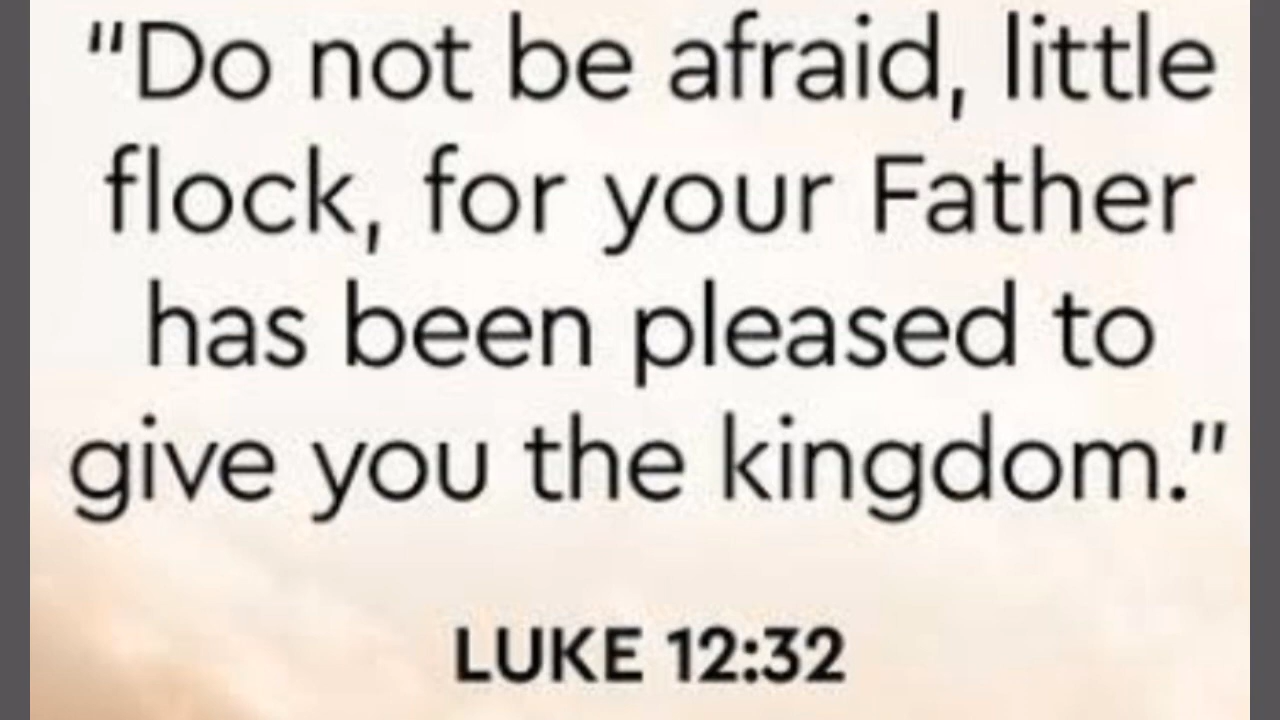 "Do not be afraid, little
flock, for your Father
has been pleased to
give you the kingdom."
LUKE 12:32